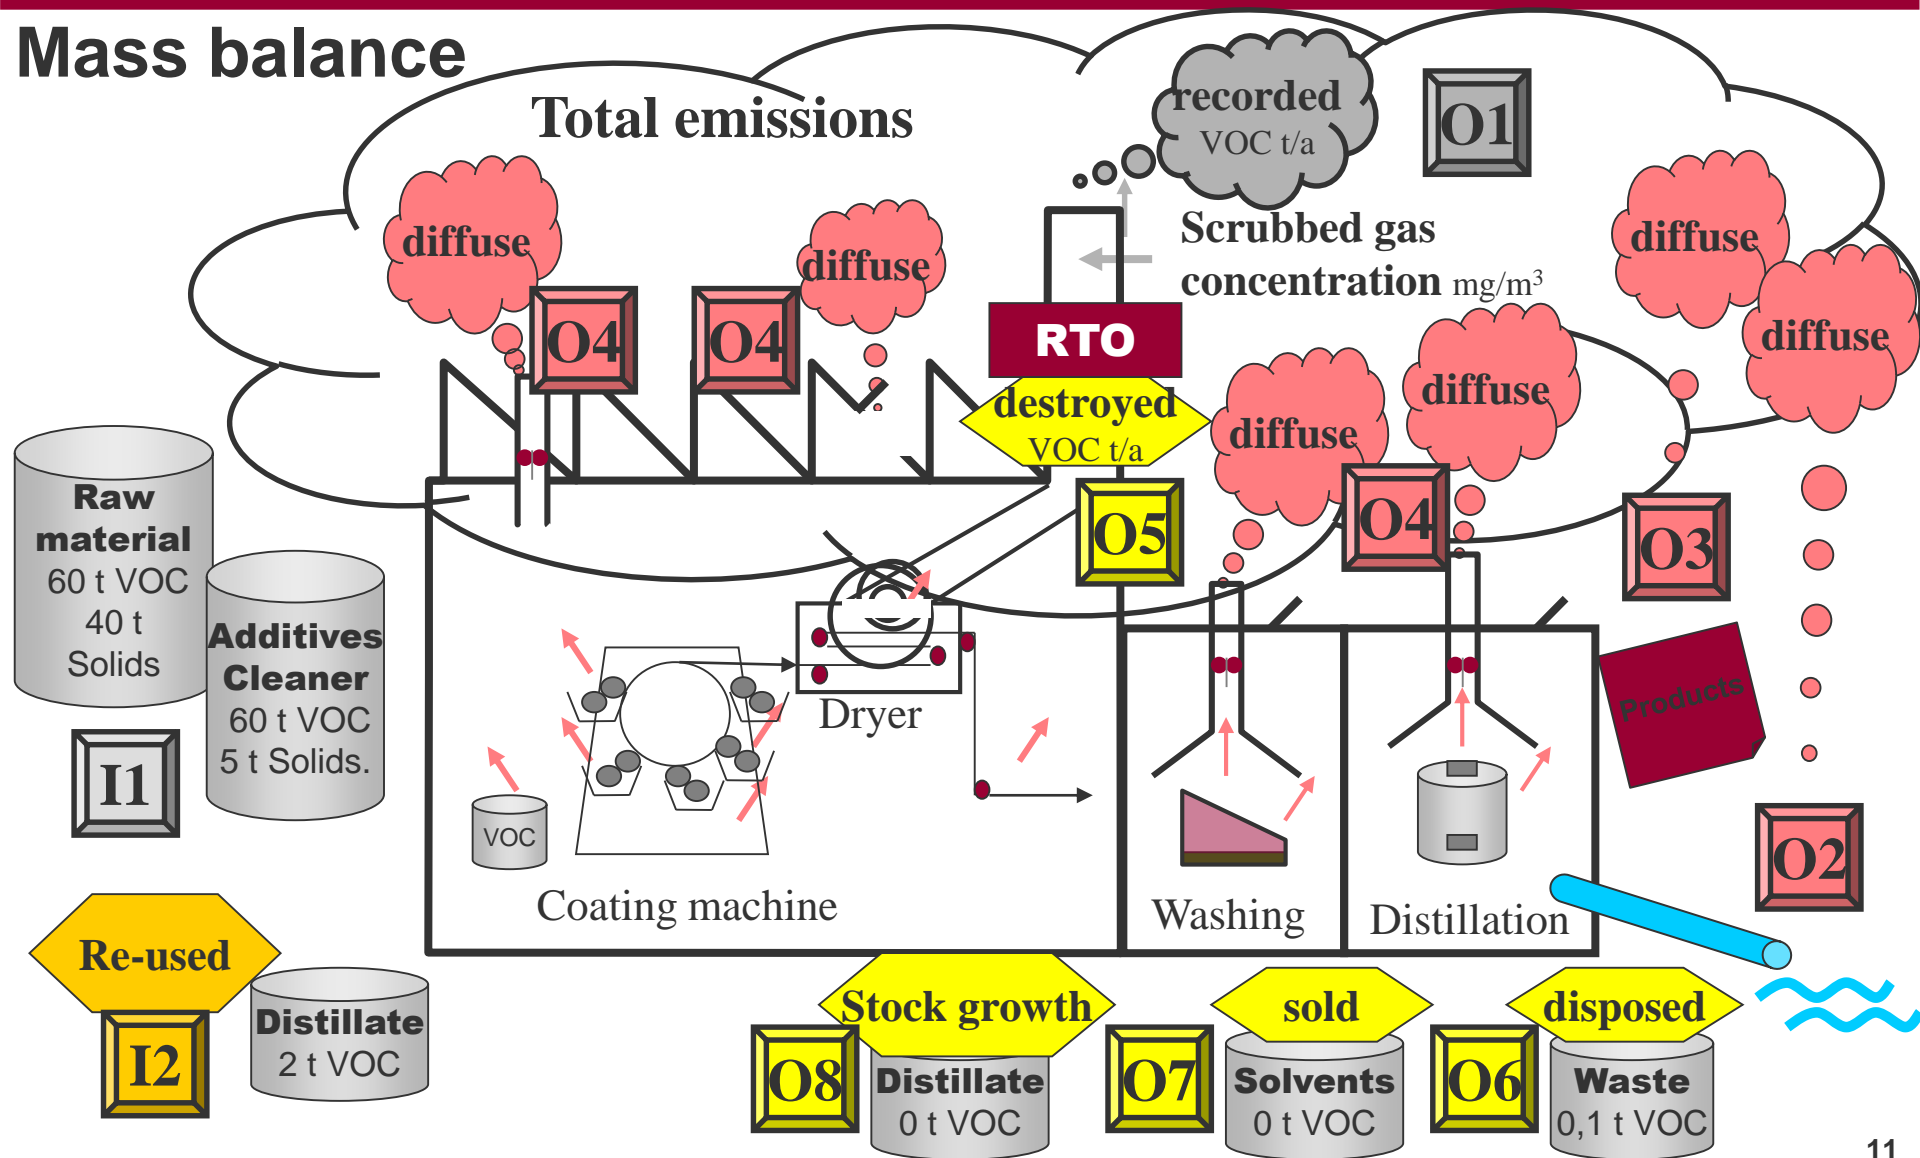 Mass balance
Total emissions
recorded
VOC t/a
O1
diffuse
diffuse
Scrubbed gas
concentration mg/m³
diffuse
diffuse
O4
O4
RTO
destroyed
VOC t/a
diffuse
diffuse
O4
O5
O3
Raw
material
60 t VOC
40 t
Solids
Additives
Cleaner
60 t VOC
5 t Solids.
I1
Dryer
VOC
Products
O2
Coating machine
Washing
Distillation
Re-used
I2
Distillate
2 t VOC
Stock growth
O8
Distillate
0 t VOC
sold
O7
Solvents
0 t VOC
disposed
O6
Waste
0,1 t VOC
11